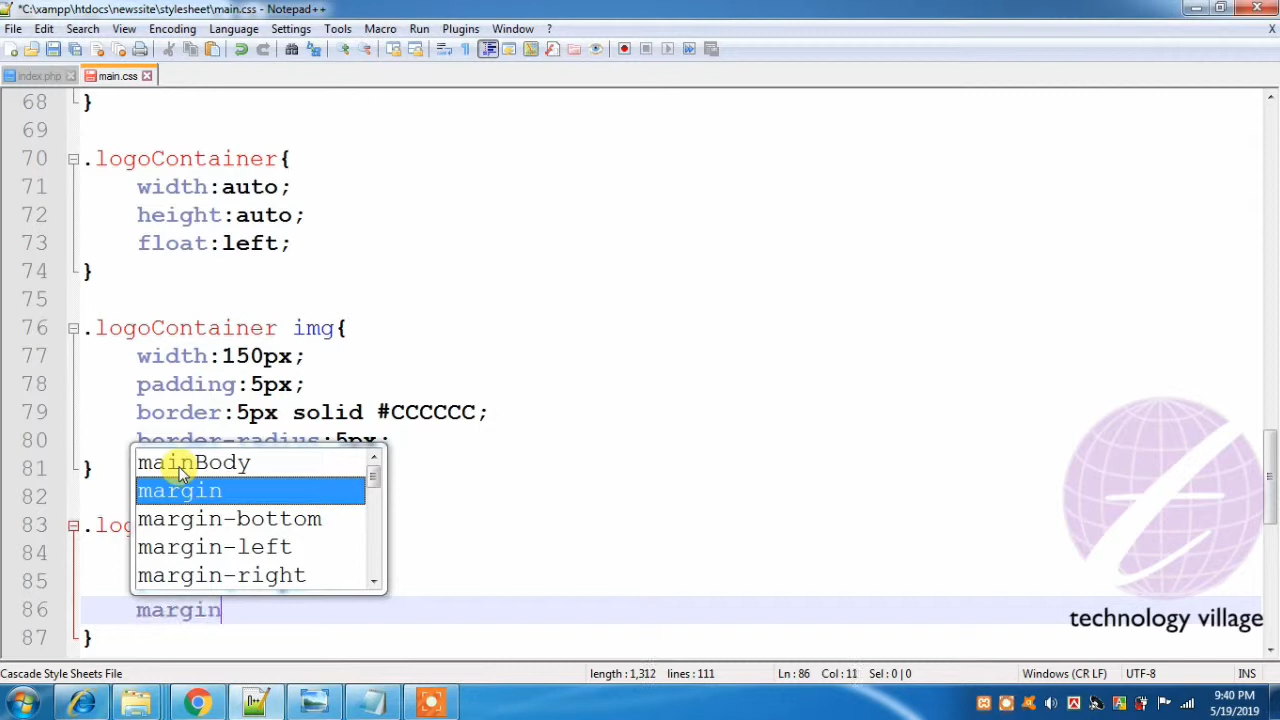 *C:\xampp\htdocs\newssite\stylesheet\main.css - Notepad++
File Edit Search View Encoding Language Settings Tools Macro Run Plugins Window ? X
index.php main.css
68 }
69
70 .logoContainer{
71 width:auto;
72 height:auto;
73 float:left;
74 }
75
76 .logoContainer img{
77 width:150px;
78 padding:5px;
79 border:5px solid #CCCCCC;
80 border-radius:5px;
81 }
82
83 .log
84
85
86 margin
87 }
mainBody
margin
margin-bottom
margin-left
margin-right
technology village
Cascade Style Sheets File length : 1,312 lines : 111 Ln : 86 Col : 11 Sel : 0 | 0 Windows (CR LF) UTF-8 INS
9:40 PM
5/19/2019